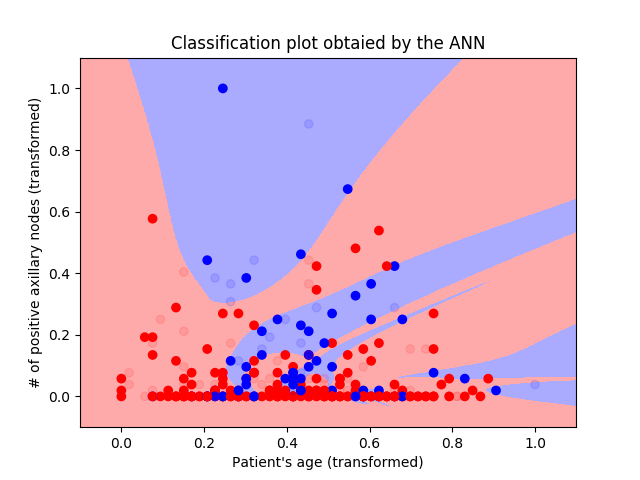 Classification plot obtaied by the ANN
# of positive axillary nodes (transformed)
1.0
0.8
0.6
0.4
0.2
0.0
0.0 0.2 0.4 0.6 0.8 1.0
Patient's age (transformed)